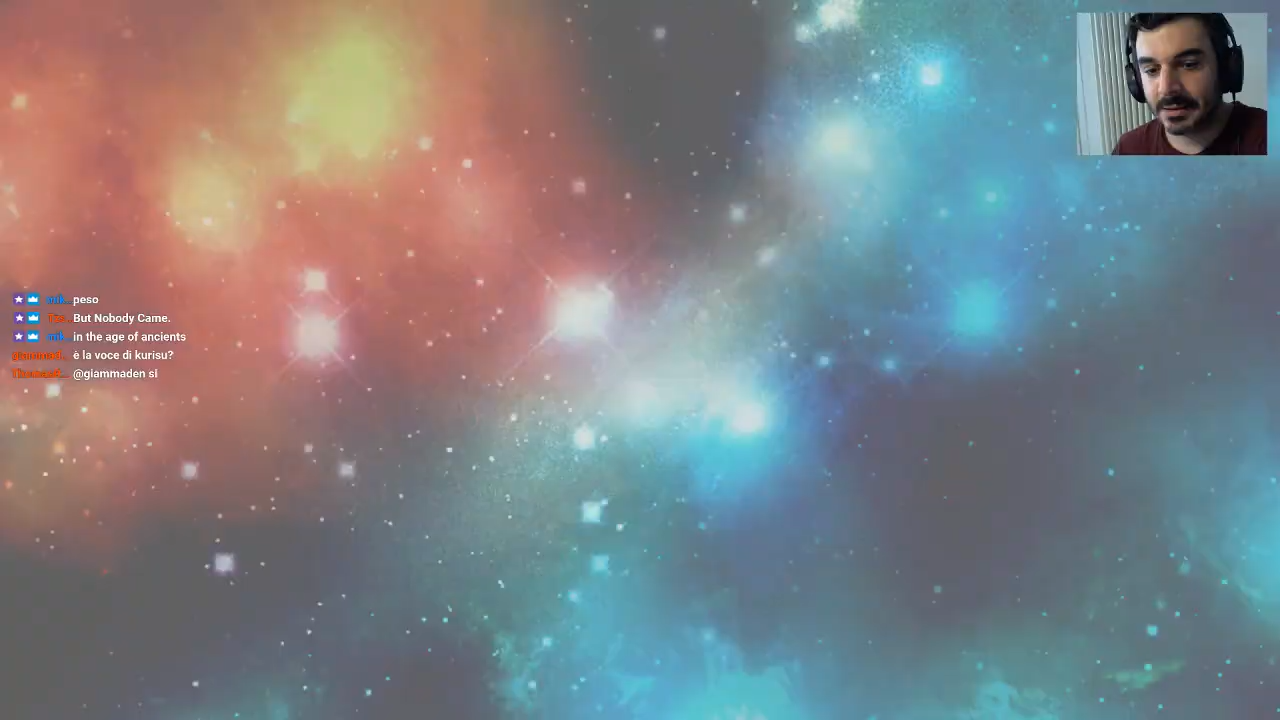 peso
But Nobody Came.
in the age of ancients
è la voce di kurisu?
@giammaden si